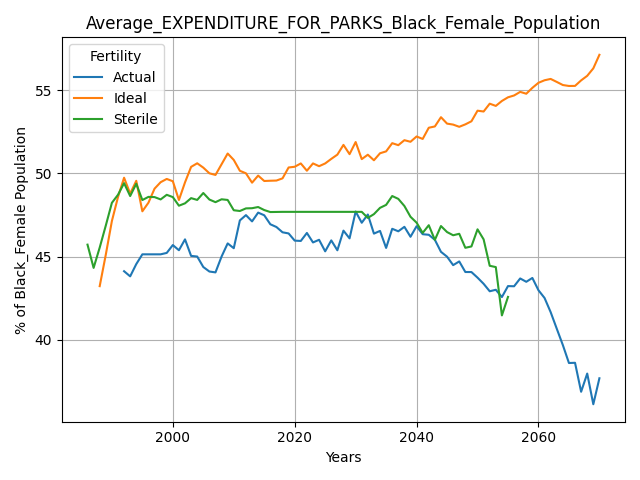 Average_EXPENDITURE_FOR_PARKS_Black_Female_Population
Fertility
Actual
Ideal
Sterile
% of Black_Female Population
55
50
45
40
2000
2020
2040
2060
Years